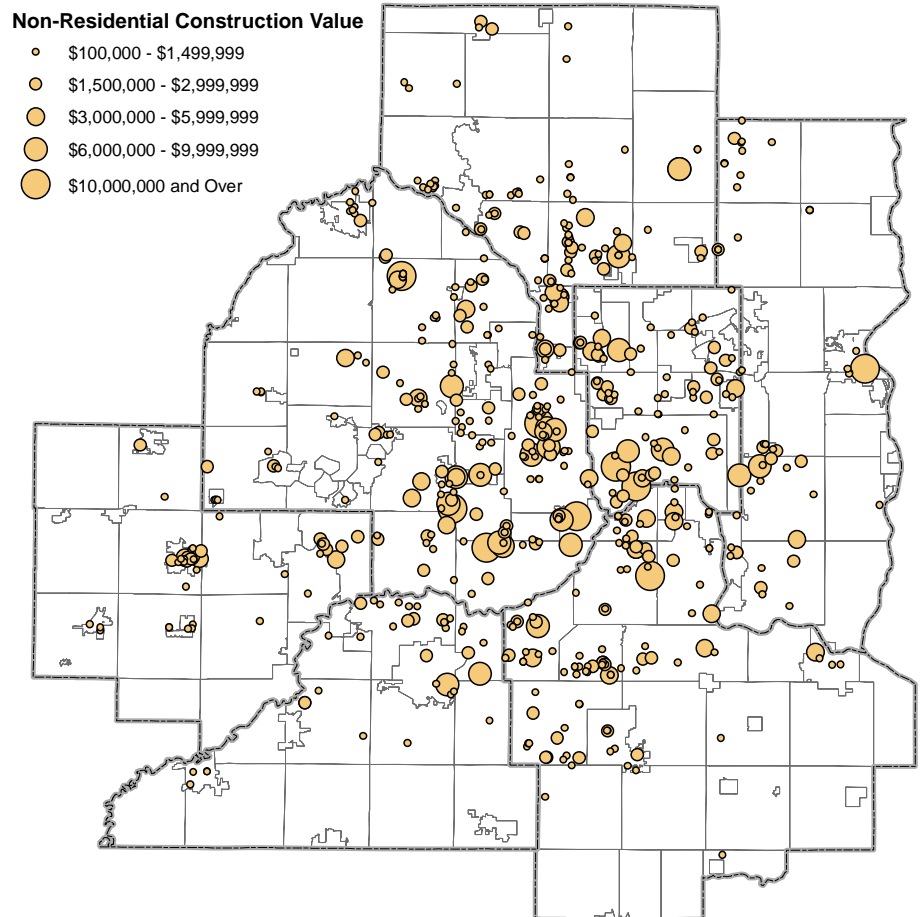 Non-Residential Construction Value
$100,000 - $1,499,999
$1,500,000 - $2,999,999
$3,000,000 - $5,999,999
$6,000,000 - $9,999,999
$10,000,000 and Over